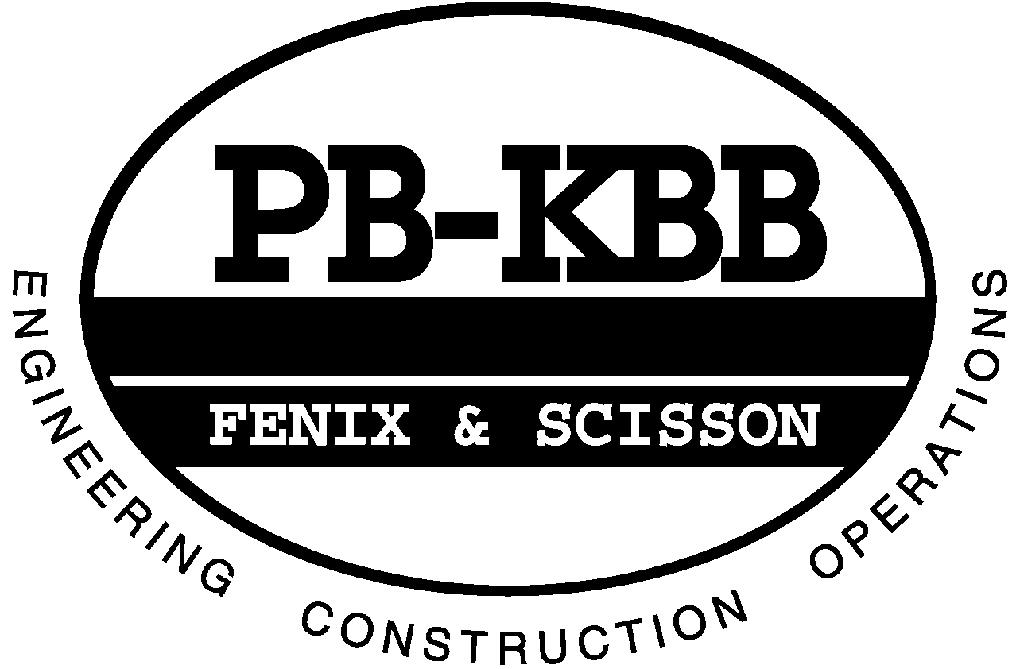 PB-KBB
FENIX & SCISSON
ENGINEERING CONSTRUCTION OPERATIONS